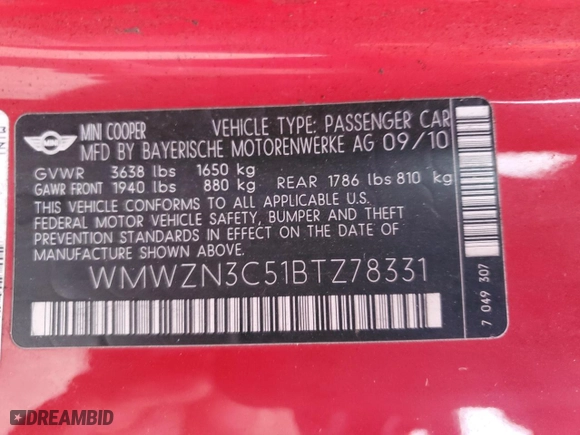 MINI COOPER VEHICLE TYPE: PASSENGER CAR
MFD BY BAYERISCHE MOTORENWERKE AG 09/10
GVWR 3638 lbs 1650 kg
GAWR FRONT 1940 lbs 880 kg REAR 1786 lbs 810 kg
THIS VEHICLE CONFORMS TO ALL APPLICABLE U.S.
FEDERAL MOTOR VEHICLE SAFETY, BUMPER AND THEFT
PREVENTION STANDARDS IN EFFECT ON THE DATE OF
MANUFACTURE SHOWN ABOVE.
WMWZN3C51BTZ78331
7 049 307
DREAMBID